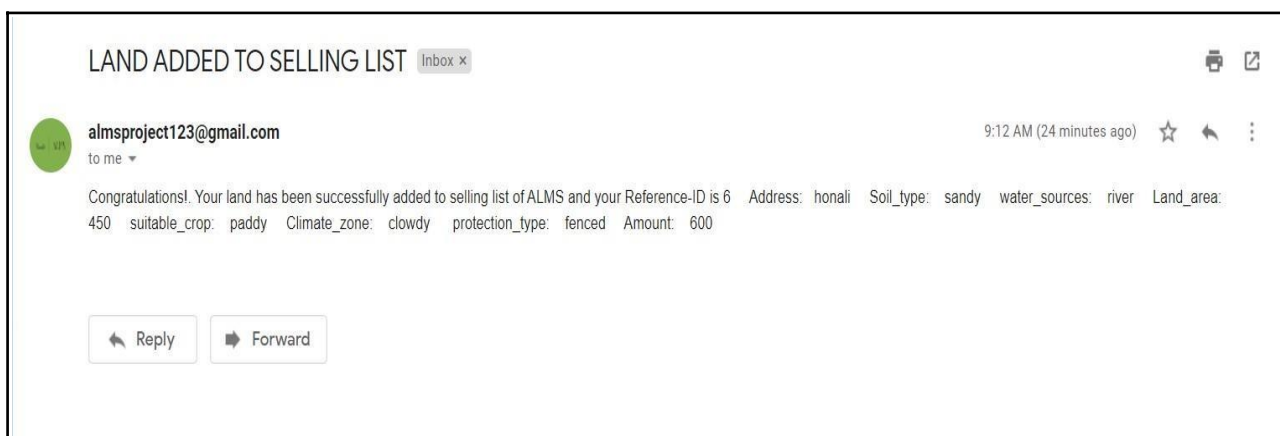 LAND ADDED TO SELLING LIST Inbox ×
almsproject123@gmail.com 9:12 AM (24 minutes ago)
to me
Congratulations!. Your land has been successfully added to selling list of ALMS and your Reference-ID is 6 Address: honali Soil_type: sandy water_sources: river Land_area:
450 suitable_crop: paddy Climate_zone: clowdy protection_type: fenced Amount: 600
Reply Forward